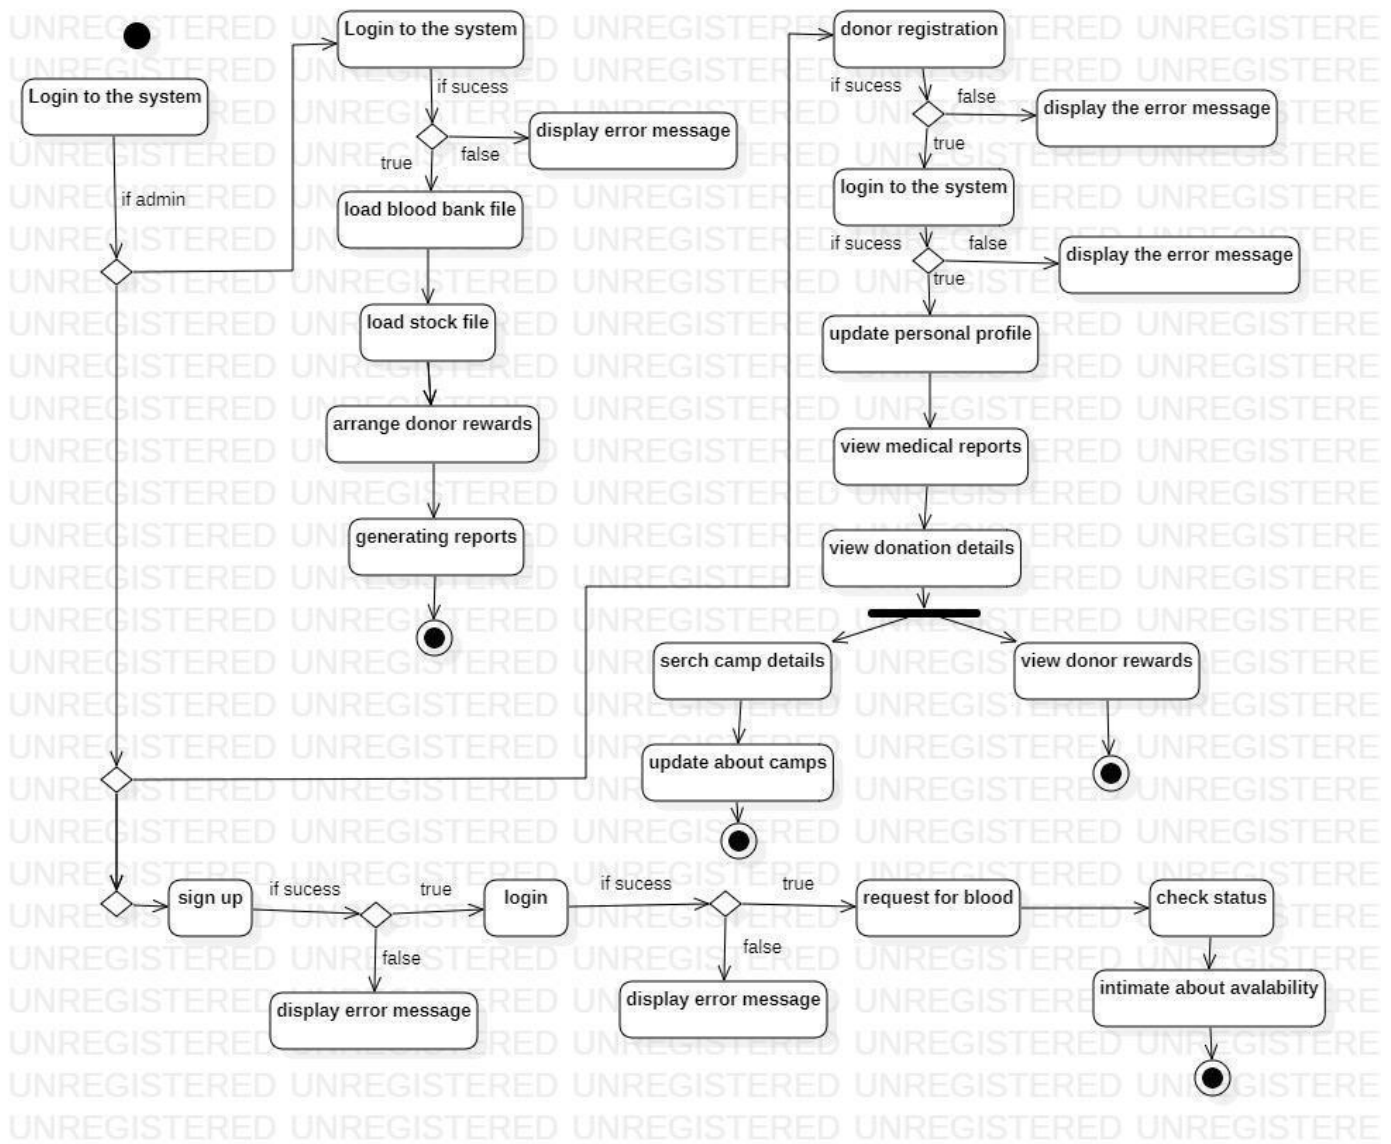 Login to the system
if admin
Login to the system
if sucess
display error message
true
false
load blood bank file
load stock file
arrange donor rewards
generating reports
donor registration
if sucess
false
display the error message
true
login to the system
if sucess
false
display the error message
true
update personal profile
view medical reports
view donation details
serch camp details
view donor rewards
update about camps
sign up
if sucess
true
login
if sucess
true
request for blood
check status
false
display error message
false
display error message
intimate about avalability
UNREGISTERED